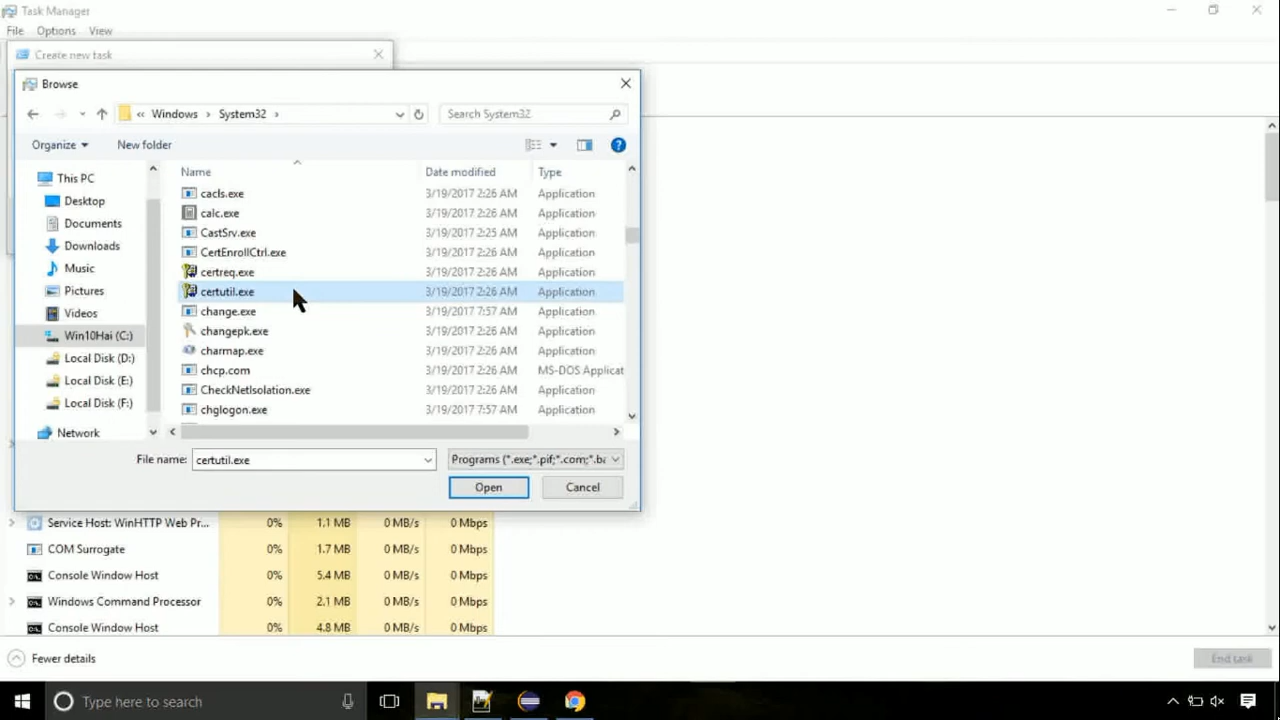 Task Manager
File Options View
Create new task
Browse
« Windows › System32 ›
Search System32
Organize
New folder
Name Date modified Type
This PC
Desktop
Documents
Downloads
Music
Pictures
Videos
Win10Hai (C:)
Local Disk (D:)
Local Disk (E:)
Local Disk (F:)
Network
cacls.exe 3/19/2017 2:26 AM Application
calc.exe 3/19/2017 2:26 AM Application
CastSrv.exe 3/19/2017 2:25 AM Application
CertEnrollCtrl.exe 3/19/2017 2:26 AM Application
certreq.exe 3/19/2017 2:26 AM Application
certutil.exe 3/19/2017 2:26 AM Application
change.exe 3/19/2017 7:57 AM Application
changepk.exe 3/19/2017 2:26 AM Application
charmap.exe 3/19/2017 2:26 AM Application
chcp.com 3/19/2017 2:26 AM MS-DOS Applicat
CheckNetIsolation.exe 3/19/2017 2:26 AM Application
chglogon.exe 3/19/2017 7:57 AM Application
File name: certutil.exe Programs (*.exe;*.pif;*.com;*.ba
Open Cancel
Service Host: WinHTTP Web Pr... 0% 1.1 MB 0 MB/s 0 Mbps
COM Surrogate 0% 1.7 MB 0 MB/s 0 Mbps
Console Window Host 0% 5.4 MB 0 MB/s 0 Mbps
Windows Command Processor 0% 2.1 MB 0 MB/s 0 Mbps
Console Window Host 0% 4.8 MB 0 MB/s 0 Mbps
Fewer details
End task
Type here to search